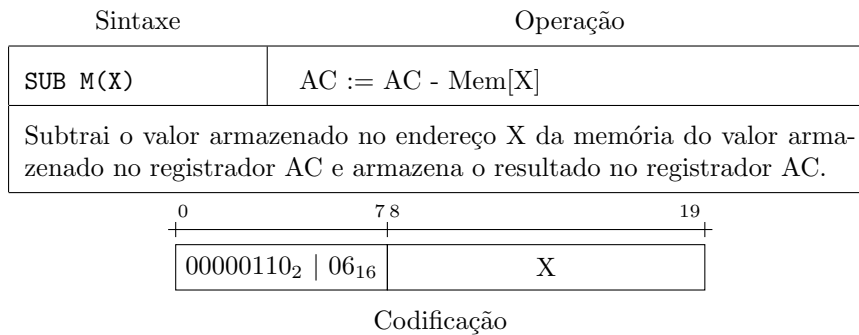 Sintaxe Operação
SUB M(X) AC := AC - Mem[X]
Subtrai o valor armazenado no endereço X da memória do valor arma-
zenado no registrador AC e armazena o resultado no registrador AC.
0 7 8 19
00000110₂ | 06₁₆ X
Codificação